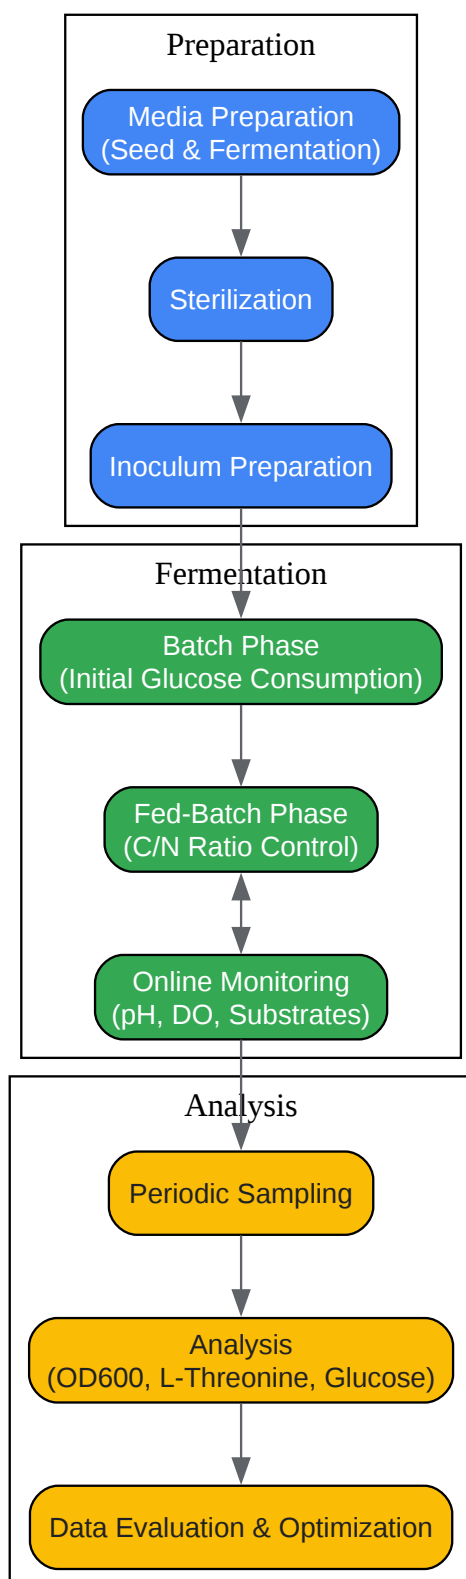 Preparation
Media Preparation
(Seed & Fermentation)
Sterilization
Inoculum Preparation
Fermentation
Batch Phase
(Initial Glucose Consumption)
Fed-Batch Phase
(C/N Ratio Control)
Online Monitoring
(pH, DO, Substrates)
Analysis
Periodic Sampling
Analysis
(OD600, L-Threonine, Glucose)
Data Evaluation & Optimization